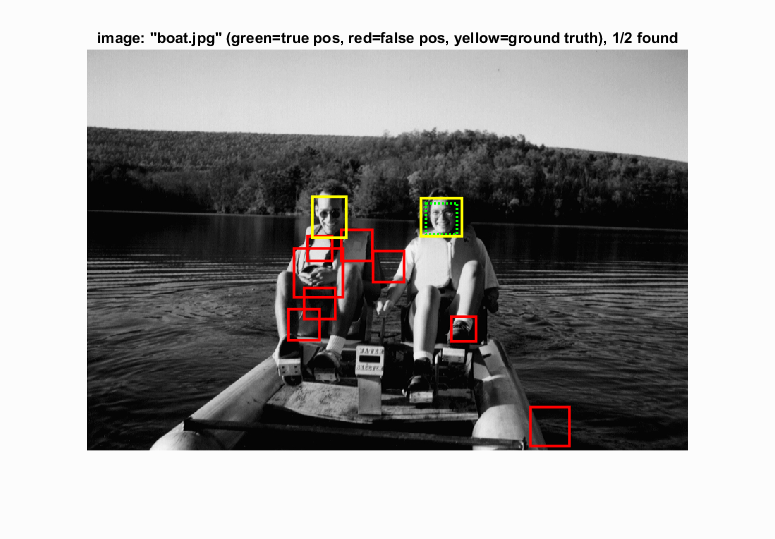 image: "boat.jpg" (green=true pos, red=false pos, yellow=ground truth), 1/2 found